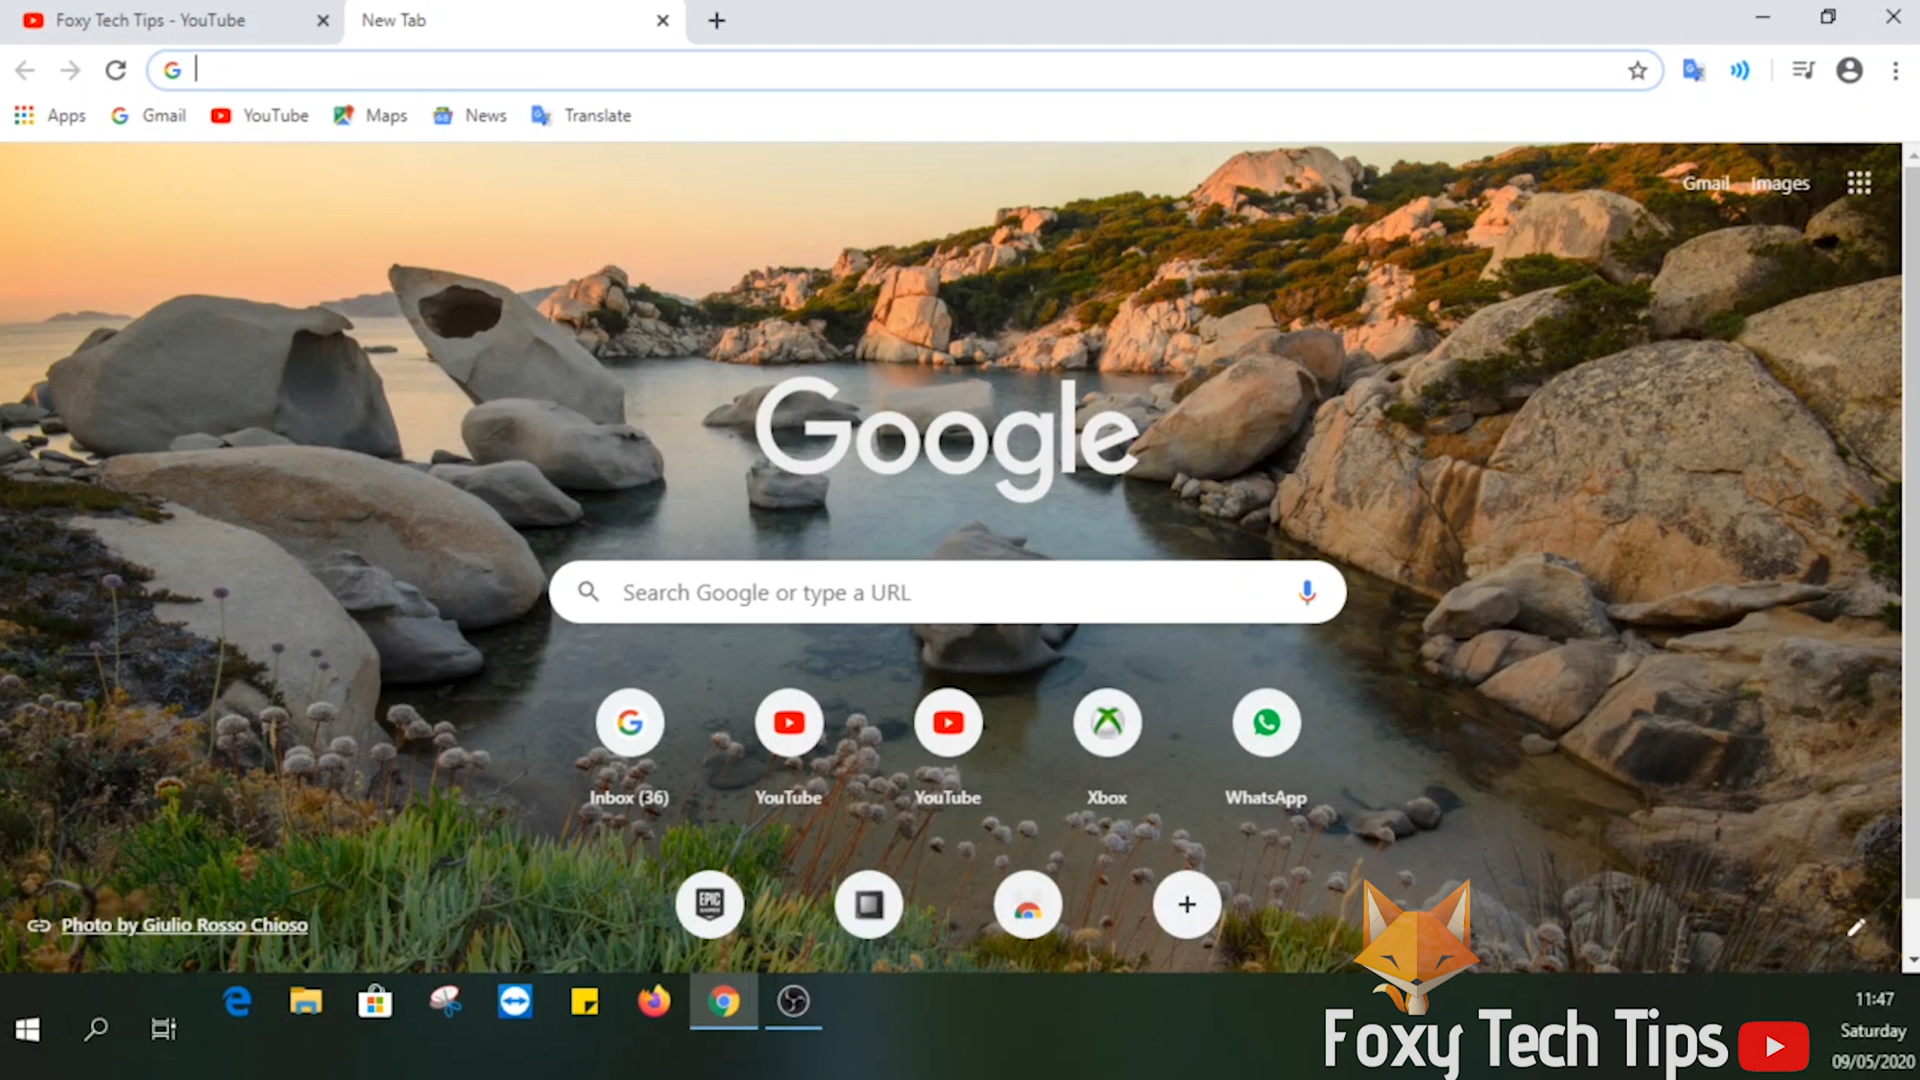 Foxy Tech Tips - YouTube
New Tab
Apps
Gmail
YouTube
Maps
News
Translate
Gmail
Images
Google
Search Google or type a URL
Inbox (36)
YouTube
YouTube
Xbox
WhatsApp
EPIC
GAMES
Photo by Giulio Rosso Chioso
Foxy Tech Tips
11:47
Saturday
09/05/2020